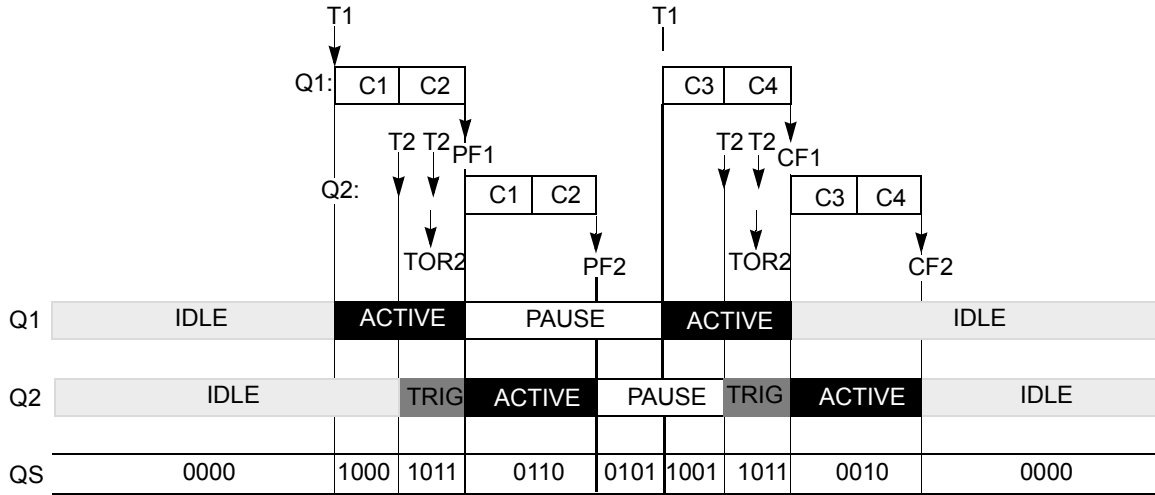 T1 T1
Q1: C1 C2 C3 C4
T2 T2 PF1 T2 T2 CF1
Q2: C1 C2 C3 C4
TOR2 PF2 TOR2 CF2
Q1 IDLE ACTIVE PAUSE ACTIVE IDLE
Q2 IDLE TRIG ACTIVE PAUSE TRIG ACTIVE IDLE
QS 0000 1000 1011 0110 0101 1001 1011 0010 0000